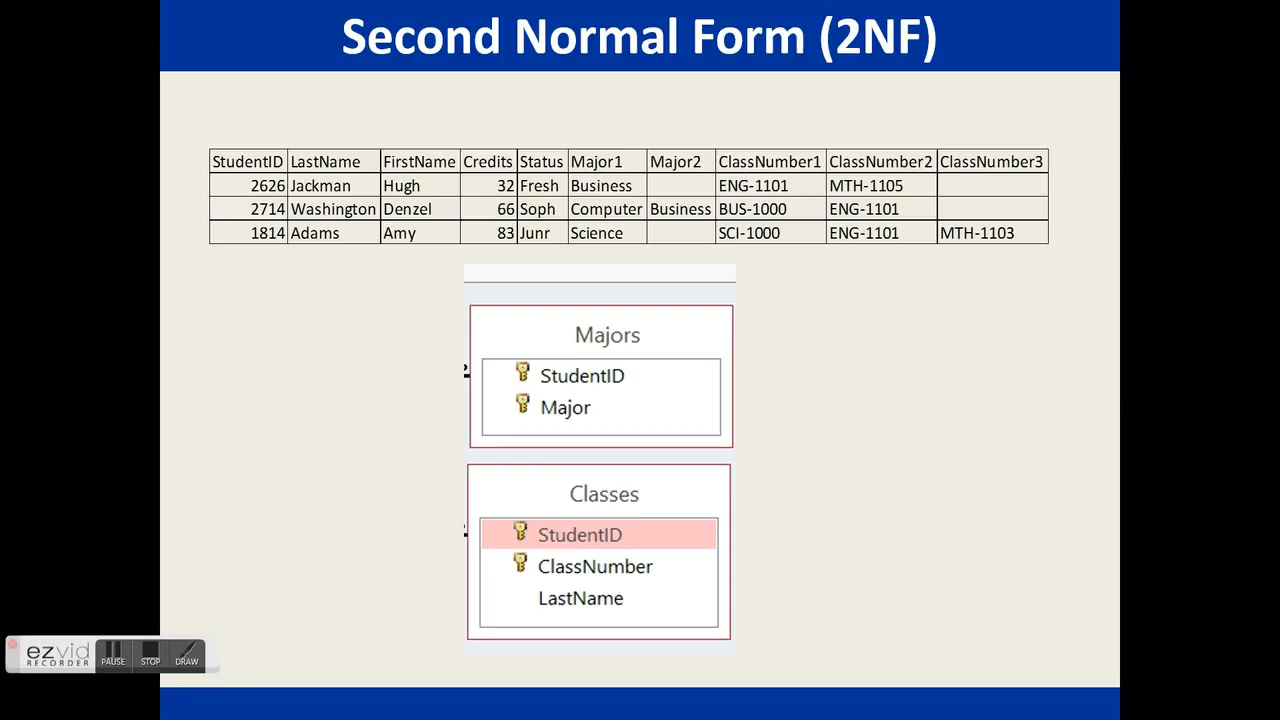 Second Normal Form (2NF)
StudentID LastName FirstName Credits Status Major1 Major2 ClassNumber1 ClassNumber2 ClassNumber3
2626 Jackman Hugh 32 Fresh Business ENG-1101 MTH-1105
2714 Washington Denzel 66 Soph Computer Business BUS-1000 ENG-1101
1814 Adams Amy 83 Junr Science SCI-1000 ENG-1101 MTH-1103
Majors
StudentID
Major
Classes
StudentID
ClassNumber
LastName
ezvid
RECORDER
PAUSE STOP DRAW